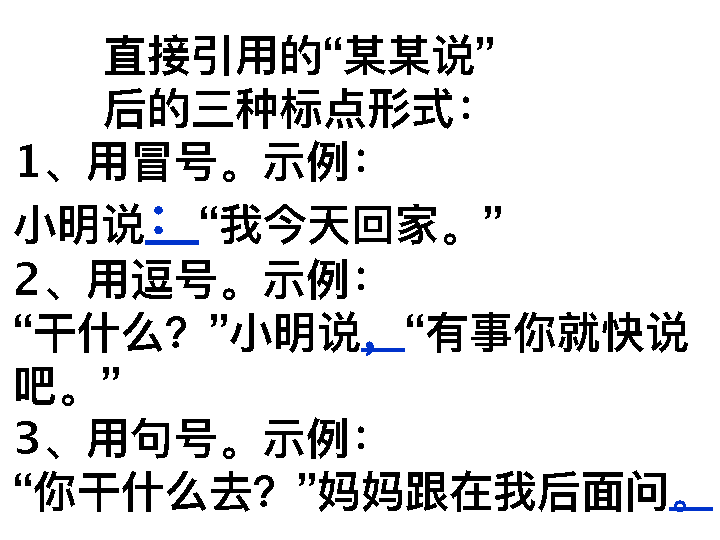 直接引用的“某某说”
后的三种标点形式：
1、用冒号。示例：
小明说：“我今天回家。”
2、用逗号。示例：
“干什么？”小明说，“有事你就快说
吧。”
3、用句号。示例：
“你干什么去？”妈妈跟在我后面问。